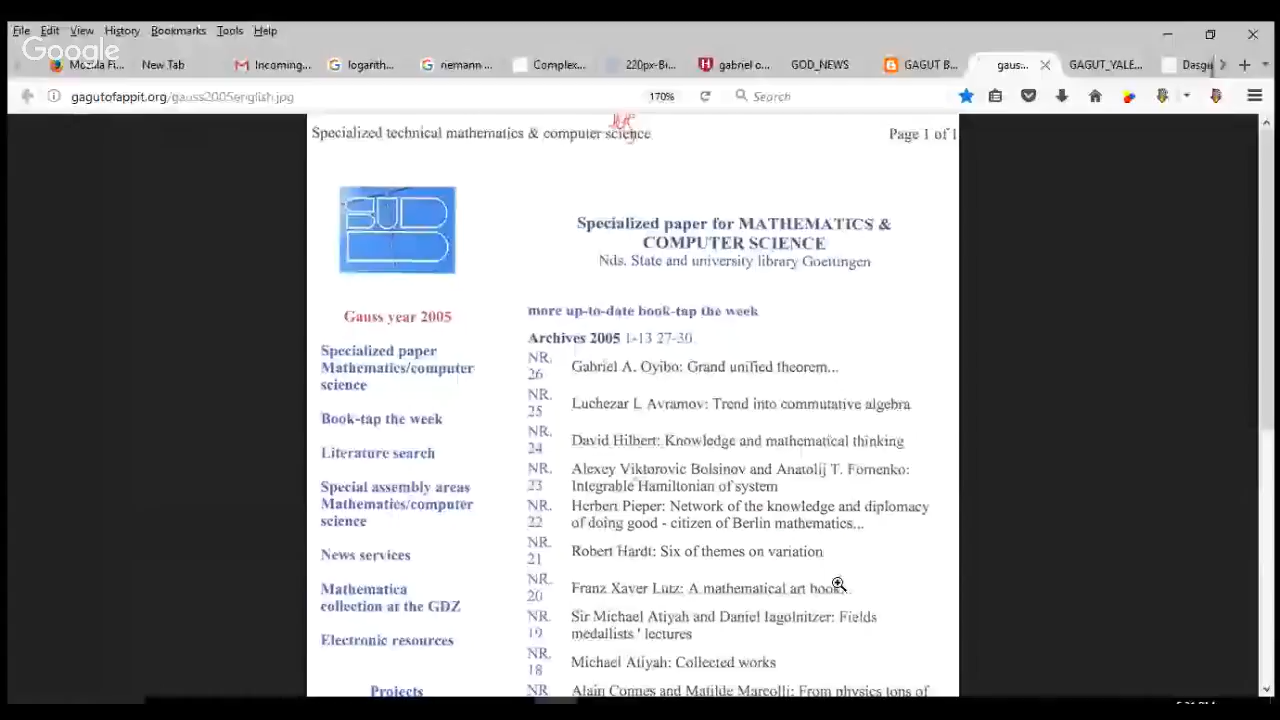 File Edit View History Bookmarks Tools Help
Google
Mozilla Fi... New Tab Incoming... logarith... riemann ... Complex... 220px-Bi... gabriel o... GOD_NEWS GAGUT B... gaus... GAGUT_YALE... Dasgu
gagutofappit.org/gauss2005english.jpg 170% Search
Specialized technical mathematics & computer science Page 1 of 1
Specialized paper for MATHEMATICS &
COMPUTER SCIENCE
Nds. State and university library Goettingen
Gauss year 2005
Specialized paper
Mathematics/computer
science
Book-tap the week
Literature search
Special assembly areas
Mathematics/computer
science
News services
Mathematica
collection at the GDZ
Electronic resources
Projects
more up-to-date book-tap the week
Archives 2005 1-13 27-30
NR.
26 Gabriel A. Oyibo: Grand unified theorem...
NR.
25 Luchezar L Avramov: Trend into commutative algebra
NR.
24 David Hilbert: Knowledge and mathematical thinking
NR. Alexey Viktorovic Bolsinov and Anatolij T. Fomenko:
23 Integrable Hamiltonian of system
NR. Herbert Pieper: Network of the knowledge and diplomacy
22 of doing good - citizen of Berlin mathematics...
NR.
21 Robert Hardt: Six of themes on variation
NR.
20 Franz Xaver Lutz: A mathematical art book.
NR. Sir Michael Atiyah and Daniel Iagolnitzer: Fields
19 medallists ' lectures
NR.
18 Michael Atiyah: Collected works
NR Alain Connes and Matilde Marcolli: From physics tons of